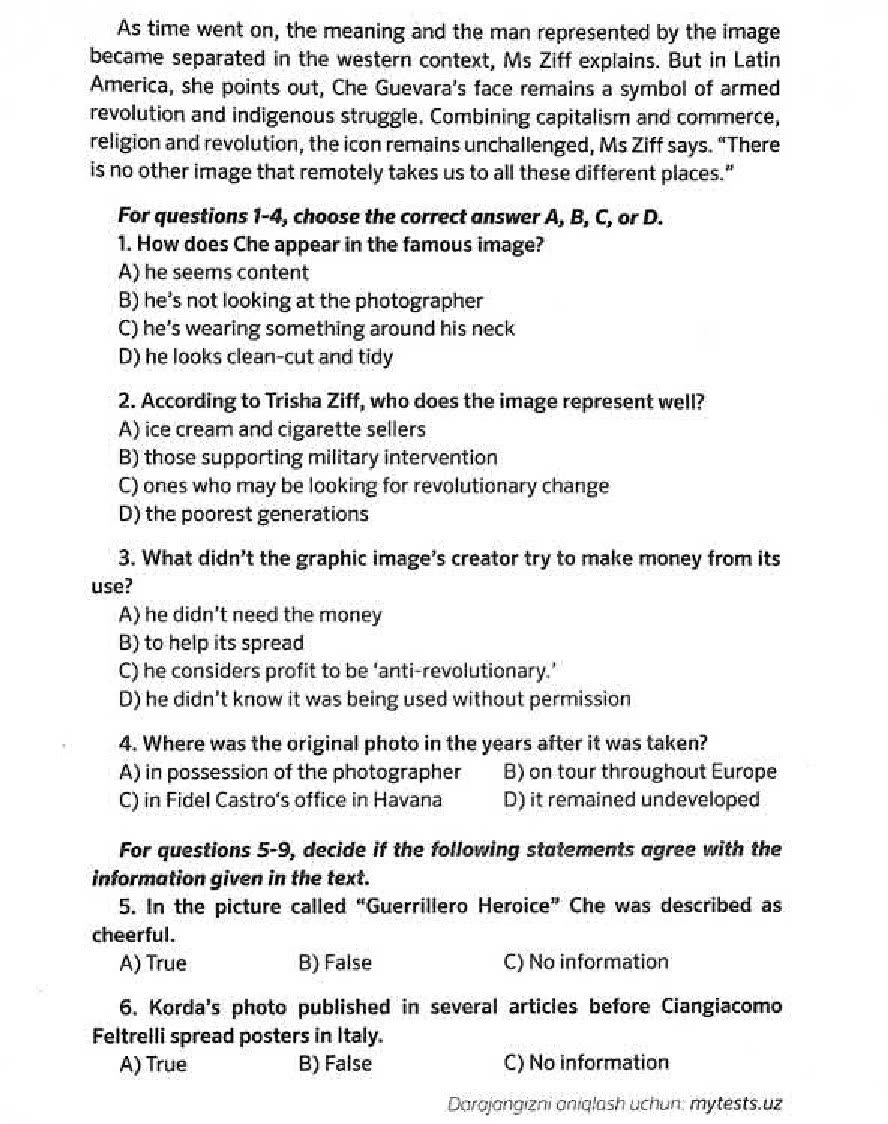 As time went on, the meaning and the man represented by the image
became separated in the western context, Ms Ziff explains. But in Latin
America, she points out, Che Guevara's face remains a symbol of armed
revolution and indigenous struggle. Combining capitalism and commerce,
religion and revolution, the icon remains unchallenged, Ms Ziff says. "There
is no other image that remotely takes us to all these different places."
For questions 1-4, choose the correct answer A, B, C, or D.
1. How does Che appear in the famous image?
A) he seems content
B) he's not looking at the photographer
C) he's wearing something around his neck
D) he looks clean-cut and tidy
2. According to Trisha Ziff, who does the image represent well?
A) ice cream and cigarette sellers
B) those supporting military intervention
C) ones who may be looking for revolutionary change
D) the poorest generations
3. What didn't the graphic image's creator try to make money from its
use?
A) he didn't need the money
B) to help its spread
C) he considers profit to be 'anti-revolutionary.'
D) he didn't know it was being used without permission
4. Where was the original photo in the years after it was taken?
A) in possession of the photographer B) on tour throughout Europe
C) in Fidel Castro's office in Havana D) it remained undeveloped
For questions 5-9, decide if the following statements agree with the
information given in the text.
5. In the picture called "Guerrillero Heroice" Che was described as
cheerful.
A) True B) False C) No information
6. Korda's photo published in several articles before Ciangiacomo
Feltrelli spread posters in Italy.
A) True B) False C) No information
Darajangizni aniqlash uchun: mytests.uz